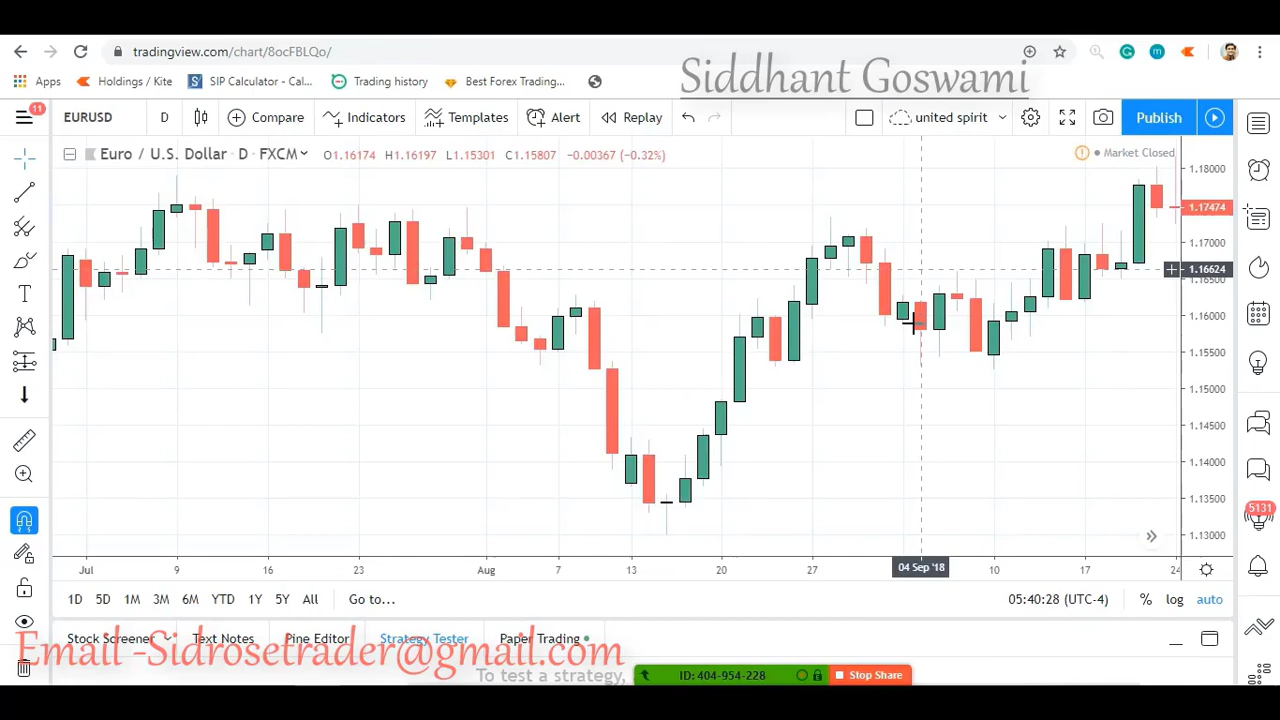 tradingview.com/chart/8ocFBLQo/
Apps Holdings / Kite SIP Calculator - Cal... Trading history Best Forex Trading...
Siddhant Goswami
11
EURUSD D Compare Indicators Templates Alert Replay united spirit Publish
Euro / U.S. Dollar - D - FXCM O1.16174 H1.16197 L1.15301 C1.15807 -0.00367 (-0.32%)
Market Closed
1.18000
1.17474
1.17000
1.16624
1.16500
1.16000
1.15500
1.15000
1.14500
1.14000
1.13500
1.13000
5131
Jul 9 16 23 Aug 7 13 20 27 04 Sep '18 10 17 24
1D 5D 1M 3M 6M YTD 1Y 5Y All Go to... 05:40:28 (UTC-4) % log auto
Stock Screener Text Notes Pine Editor Strategy Tester Paper Trading
Email -Sidrosetrader@gmail.com
To test a strategy,
ID: 404-954-228 Stop Share